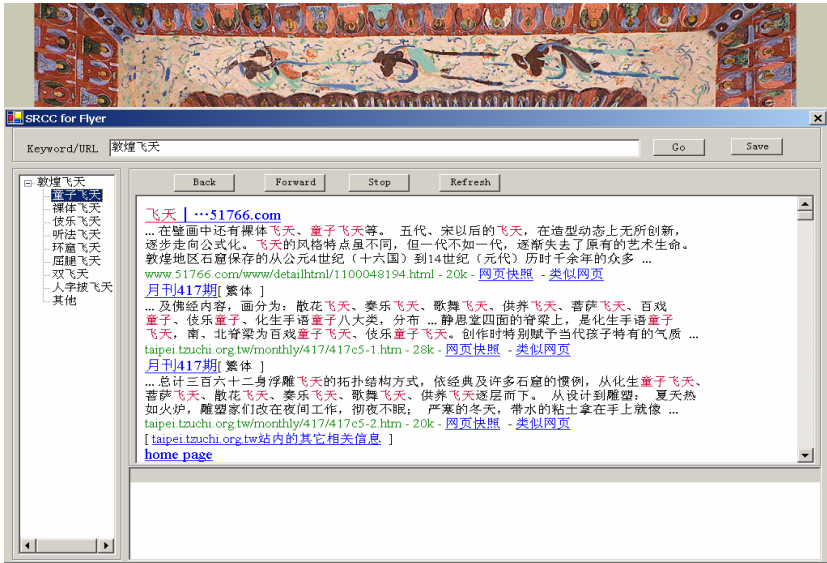 SRCC for Flyer
Keyword/URL 敦煌飞天 Go Save
敦煌飞天
童子飞天
裸体飞天
伎乐飞天
听法飞天
环窟飞天
屈腿飞天
双飞天
人字披飞天
其他
Back Forward Stop Refresh
飞天 | …51766.com
... 在壁画中还有裸体飞天、童子飞天等。 五代、宋以后的飞天，在造型动态上无所创新，
逐步走向公式化。飞天的风格特点虽不同，但一代不如一代，逐渐失去了原有的艺术生命。
敦煌地区石窟保存的从公元4世纪（十六国）到14世纪（元代）历时千余年的众多 ...
www.51766.com/www/detailhtml/1100048194.html - 20k - 网页快照 - 类似网页
月刊417期[ 繁体 ]
... 及佛经内容，画分为：散花飞天、奏乐飞天、歌舞飞天、供养飞天、菩萨飞天、百戏
童子、伎乐童子、化生手语童子八大类，分布 ... 静思堂四面的脊梁上，是化生童子
飞天，南、北脊梁为百戏童子飞天、伎乐童子飞天。创作时特别赋予当代孩子特有的气质 ...
taipei.tzuchi.org.tw/monthly/417/417c5-1.htm - 28k - 网页快照 - 类似网页
月刊417期[ 繁体 ]
... 总计三百六十二身浮雕飞天的拓扑结构方式，依经典及许多石窟的惯例，从化生童子飞天、
菩萨飞天、散花飞天、奏乐飞天、歌舞飞天、供养飞天逐层而下。 从设计到雕塑： 夏天热
如火炉，雕塑家们改在夜间工作，彻夜不眠； 严寒的冬天，带水的粘土拿在手上就像 ...
taipei.tzuchi.org.tw/monthly/417/417c5-2.htm - 20k - 网页快照 - 类似网页
[ taipei.tzuchi.org.tw站内的其它相关信息 ]
home page